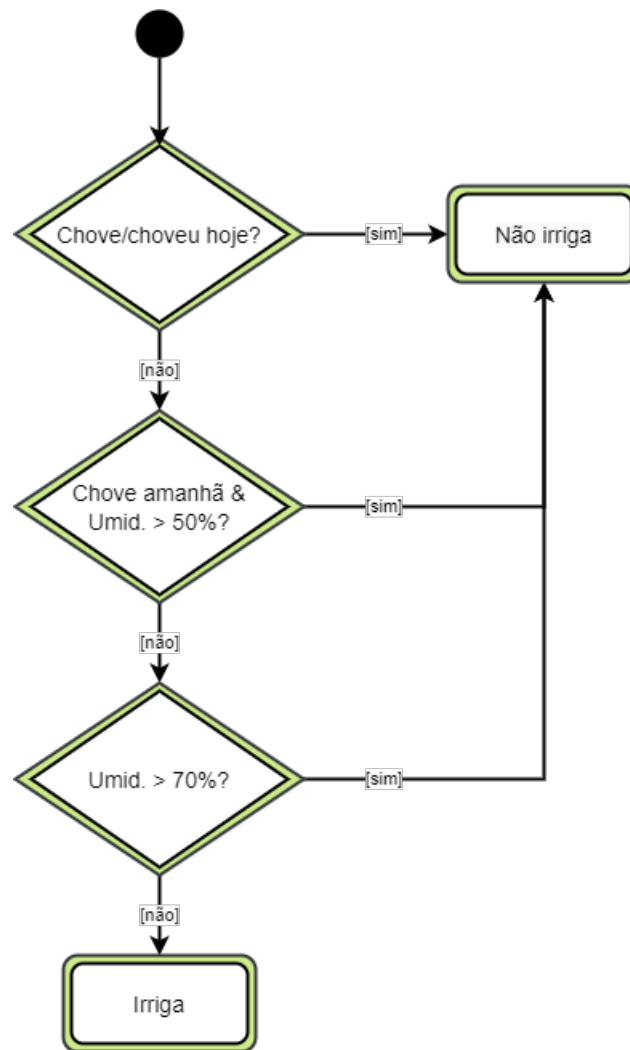 Chove/choveu hoje?
[sim]
Não irriga
[não]
Chove amanhã &
Umid. > 50%?
[sim]
[não]
Umid. > 70%?
[sim]
[não]
Irriga